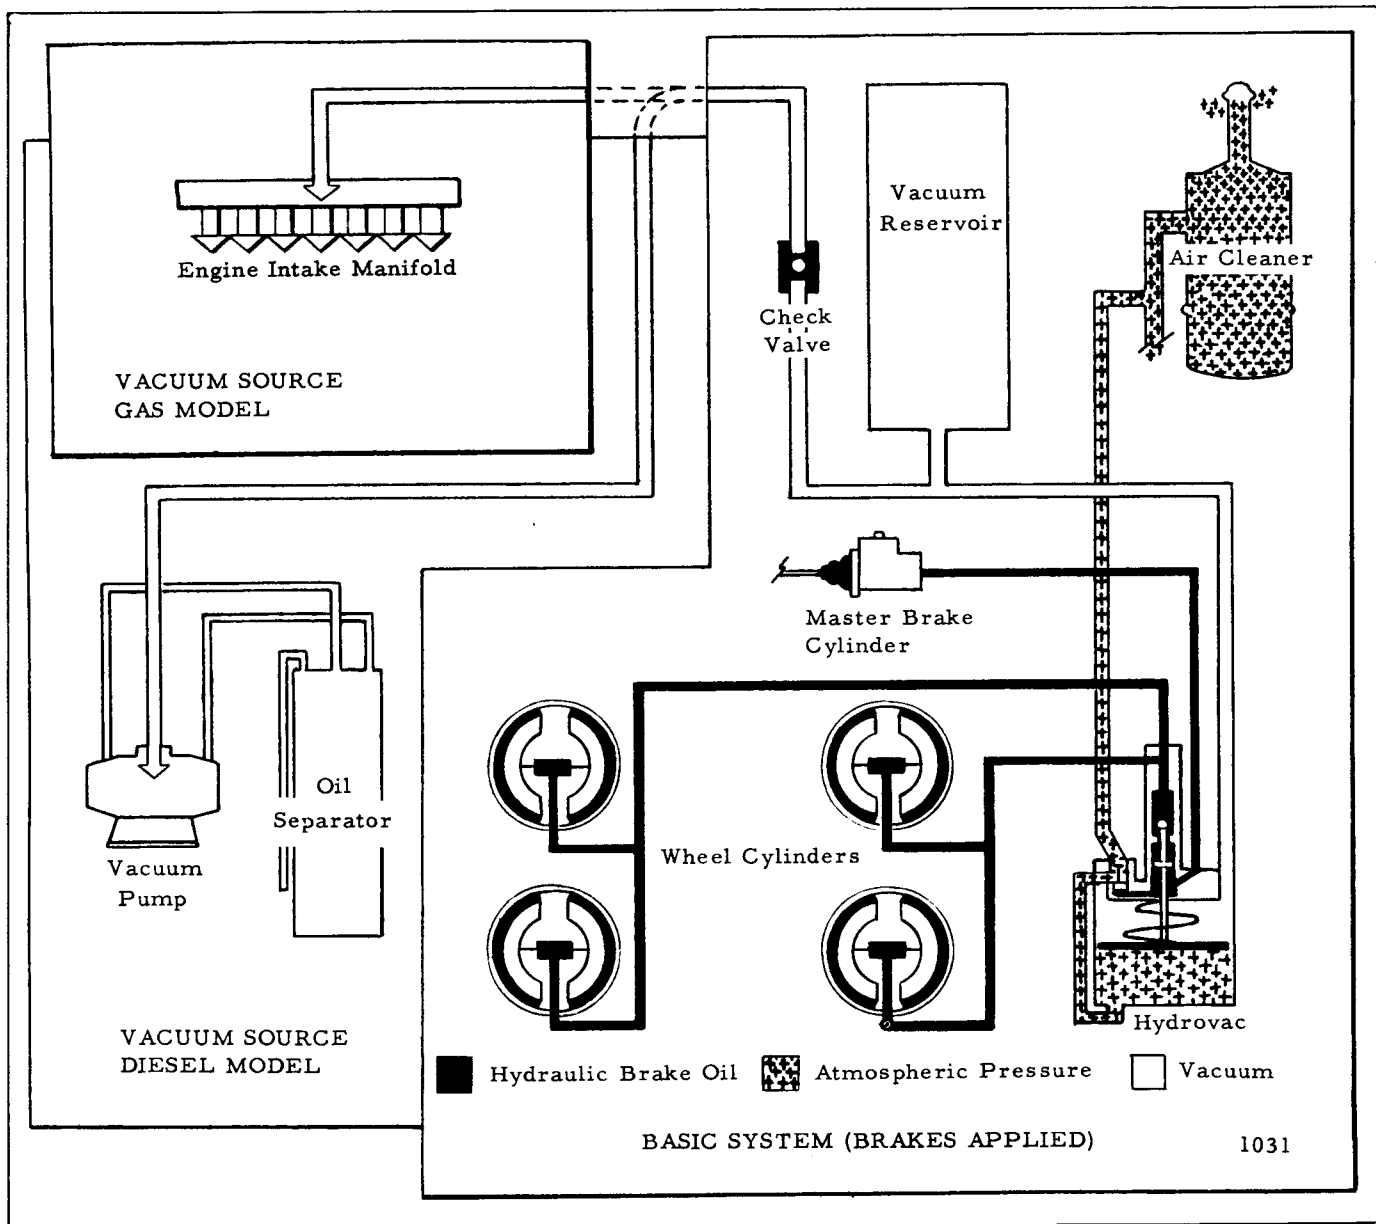 Engine Intake Manifold
VACUUM SOURCE
GAS MODEL
Check
Valve
Vacuum
Reservoir
Air Cleaner
Master Brake
Cylinder
Oil
Separator
Vacuum
Pump
Wheel Cylinders
VACUUM SOURCE
DIESEL MODEL
Hydrovac
Hydraulic Brake Oil
Atmospheric Pressure
Vacuum
BASIC SYSTEM (BRAKES APPLIED)
1031